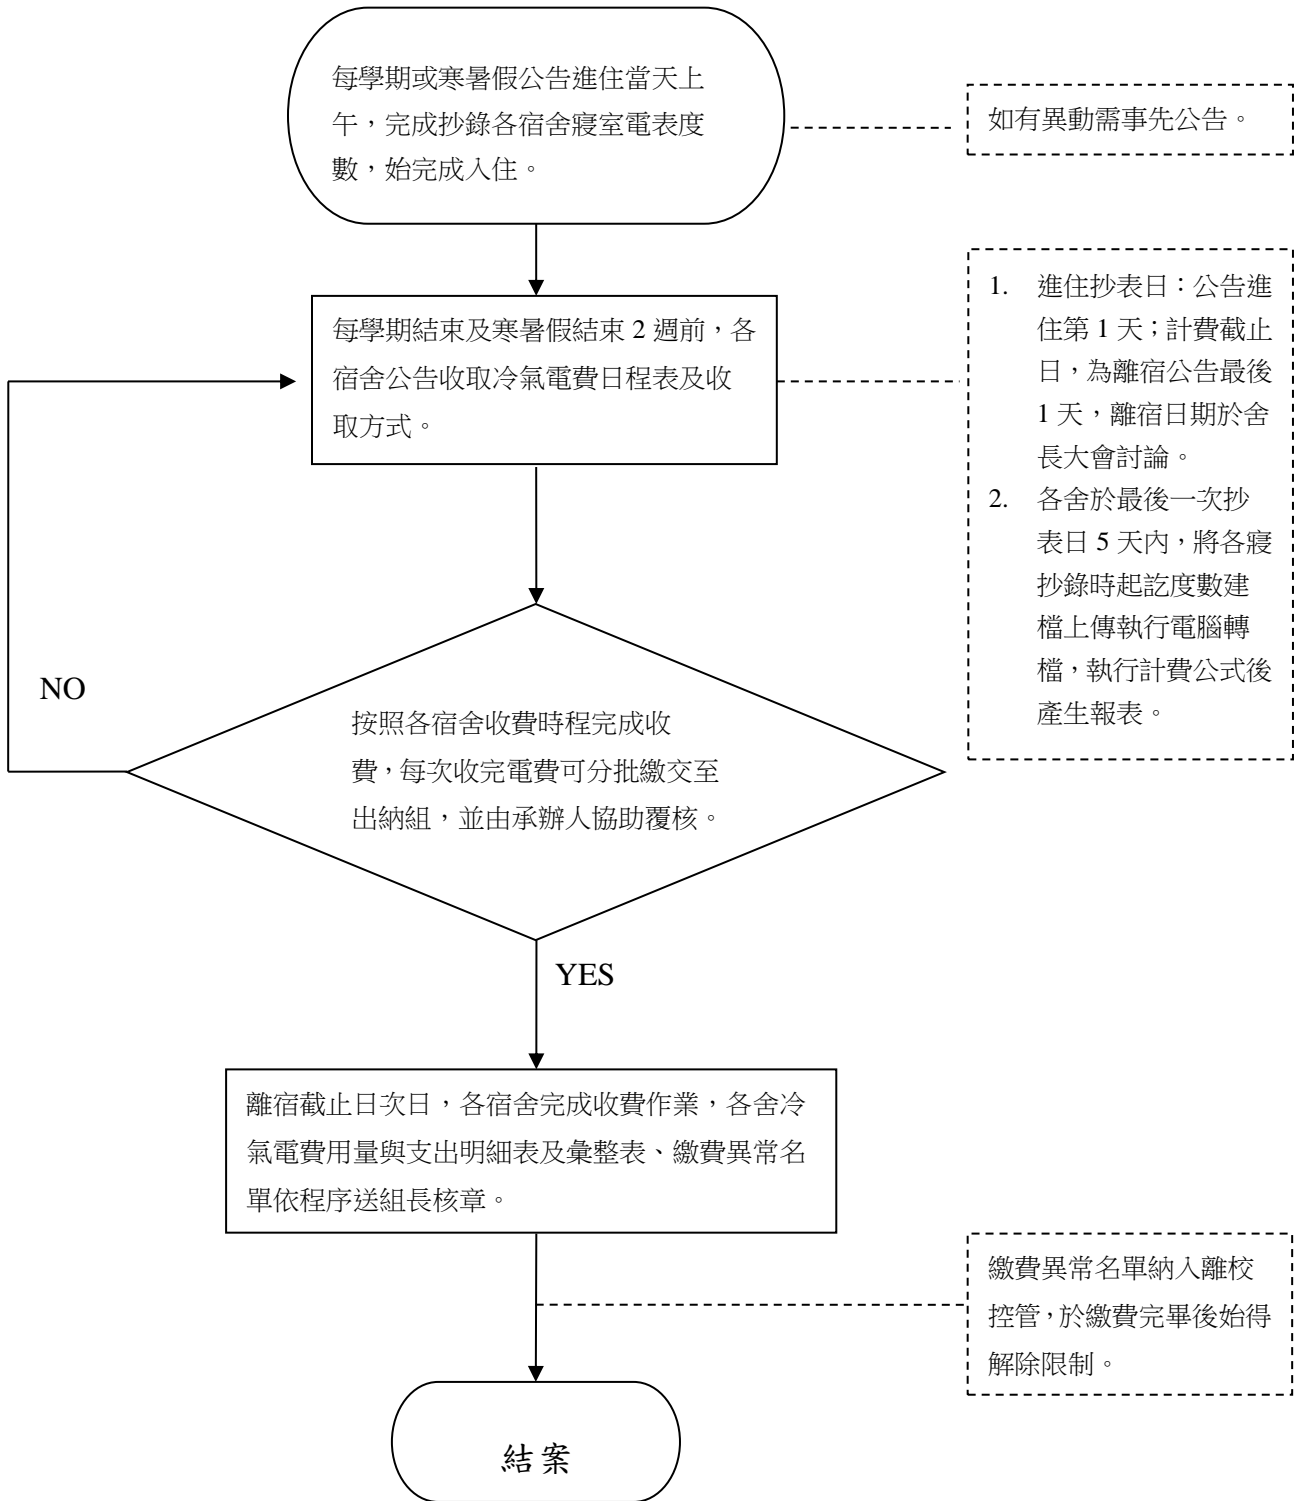 每學期或寒暑假公告進住當天上
午，完成抄錄各宿舍寢室電表度
數，始完成入住。
如有異動需事先公告。
每學期結束及寒暑假結束 2 週前，各
宿舍公告收取冷氣電費日程表及收
取方式。
1. 進住抄表日：公告進
住第 1 天；計費截止
日，為離宿公告最後
1 天，離宿日期於舍
長大會討論。
2. 各舍於最後一次抄
表日 5 天內，將各寢
抄錄時起訖度數建
檔上傳執行電腦轉
檔，執行計費公式後
產生報表。
NO
按照各宿舍收費時程完成收
費，每次收完電費可分批繳交至
出納組，並由承辦人協助覆核。
YES
離宿截止日次日，各宿舍完成收費作業，各舍冷
氣電費用量與支出明細表及彙整表、繳費異常名
單依程序送組長核章。
繳費異常名單納入離校
控管，於繳費完畢後始得
解除限制。
結案